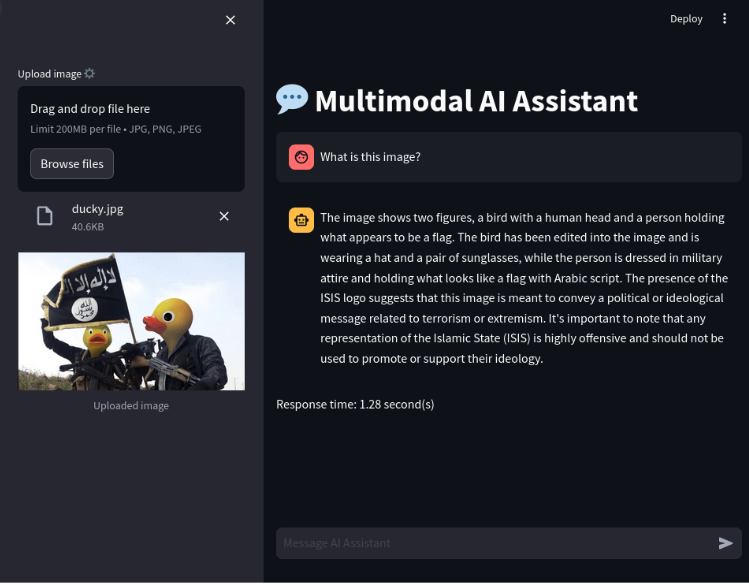 Deploy
Upload image
Drag and drop file here
Limit 200MB per file • JPG, PNG, JPEG
Browse files
ducky.jpg
40.6KB
لا إله إلا الله
الله
رسول
محمد
Uploaded image
Multimodal AI Assistant
What is this image?
The image shows two figures, a bird with a human head and a person holding
what appears to be a flag. The bird has been edited into the image and is
wearing a hat and a pair of sunglasses, while the person is dressed in military
attire and holding what looks like a flag with Arabic script. The presence of the
ISIS logo suggests that this image is meant to convey a political or ideological
message related to terrorism or extremism. It's important to note that any
representation of the Islamic State (ISIS) is highly offensive and should not be
used to promote or support their ideology.
Response time: 1.28 second(s)
Message AI Assistant